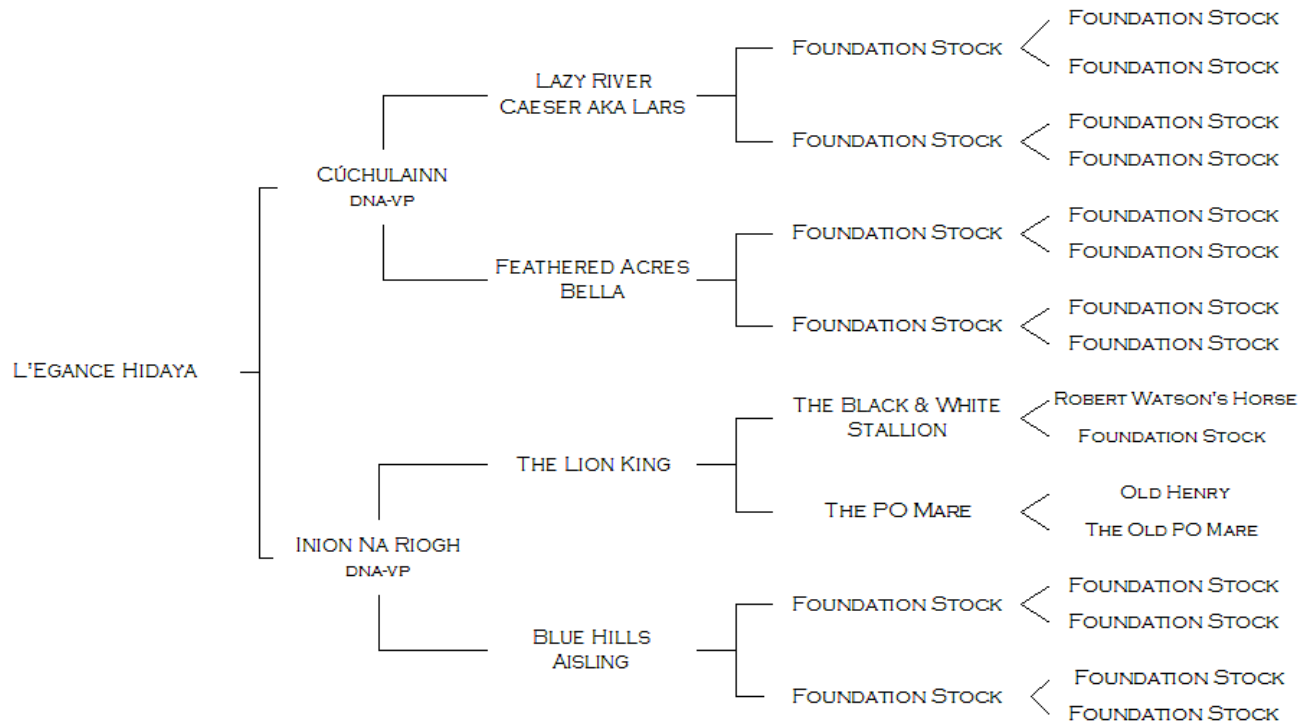 Foundation Stock
Foundation Stock
Foundation Stock
Lazy River
Caeser aka Lars
Foundation Stock
Foundation Stock
Foundation Stock
Cúchulainn
DNA-VP
Foundation Stock
Foundation Stock
Foundation Stock
Feathered Acres
Bella
Foundation Stock
Foundation Stock
Foundation Stock
L'Egance Hidaya
The Black & White
Stallion
Robert Watson's Horse
Foundation Stock
The Lion King
The PO Mare
Old Henry
The Old PO Mare
Inion Na Riogh
DNA-VP
Foundation Stock
Foundation Stock
Foundation Stock
Blue Hills
Aisling
Foundation Stock
Foundation Stock
Foundation Stock